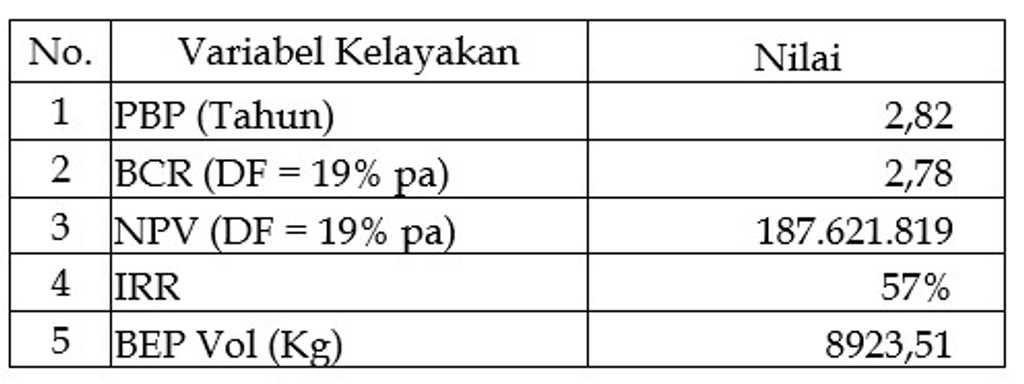 No. Variabel Kelayakan Nilai
1 PBP (Tahun) 2,82
2 BCR (DF = 19% pa) 2,78
3 NPV (DF = 19% pa) 187.621.819
4 IRR 57%
5 BEP Vol (Kg) 8923,51